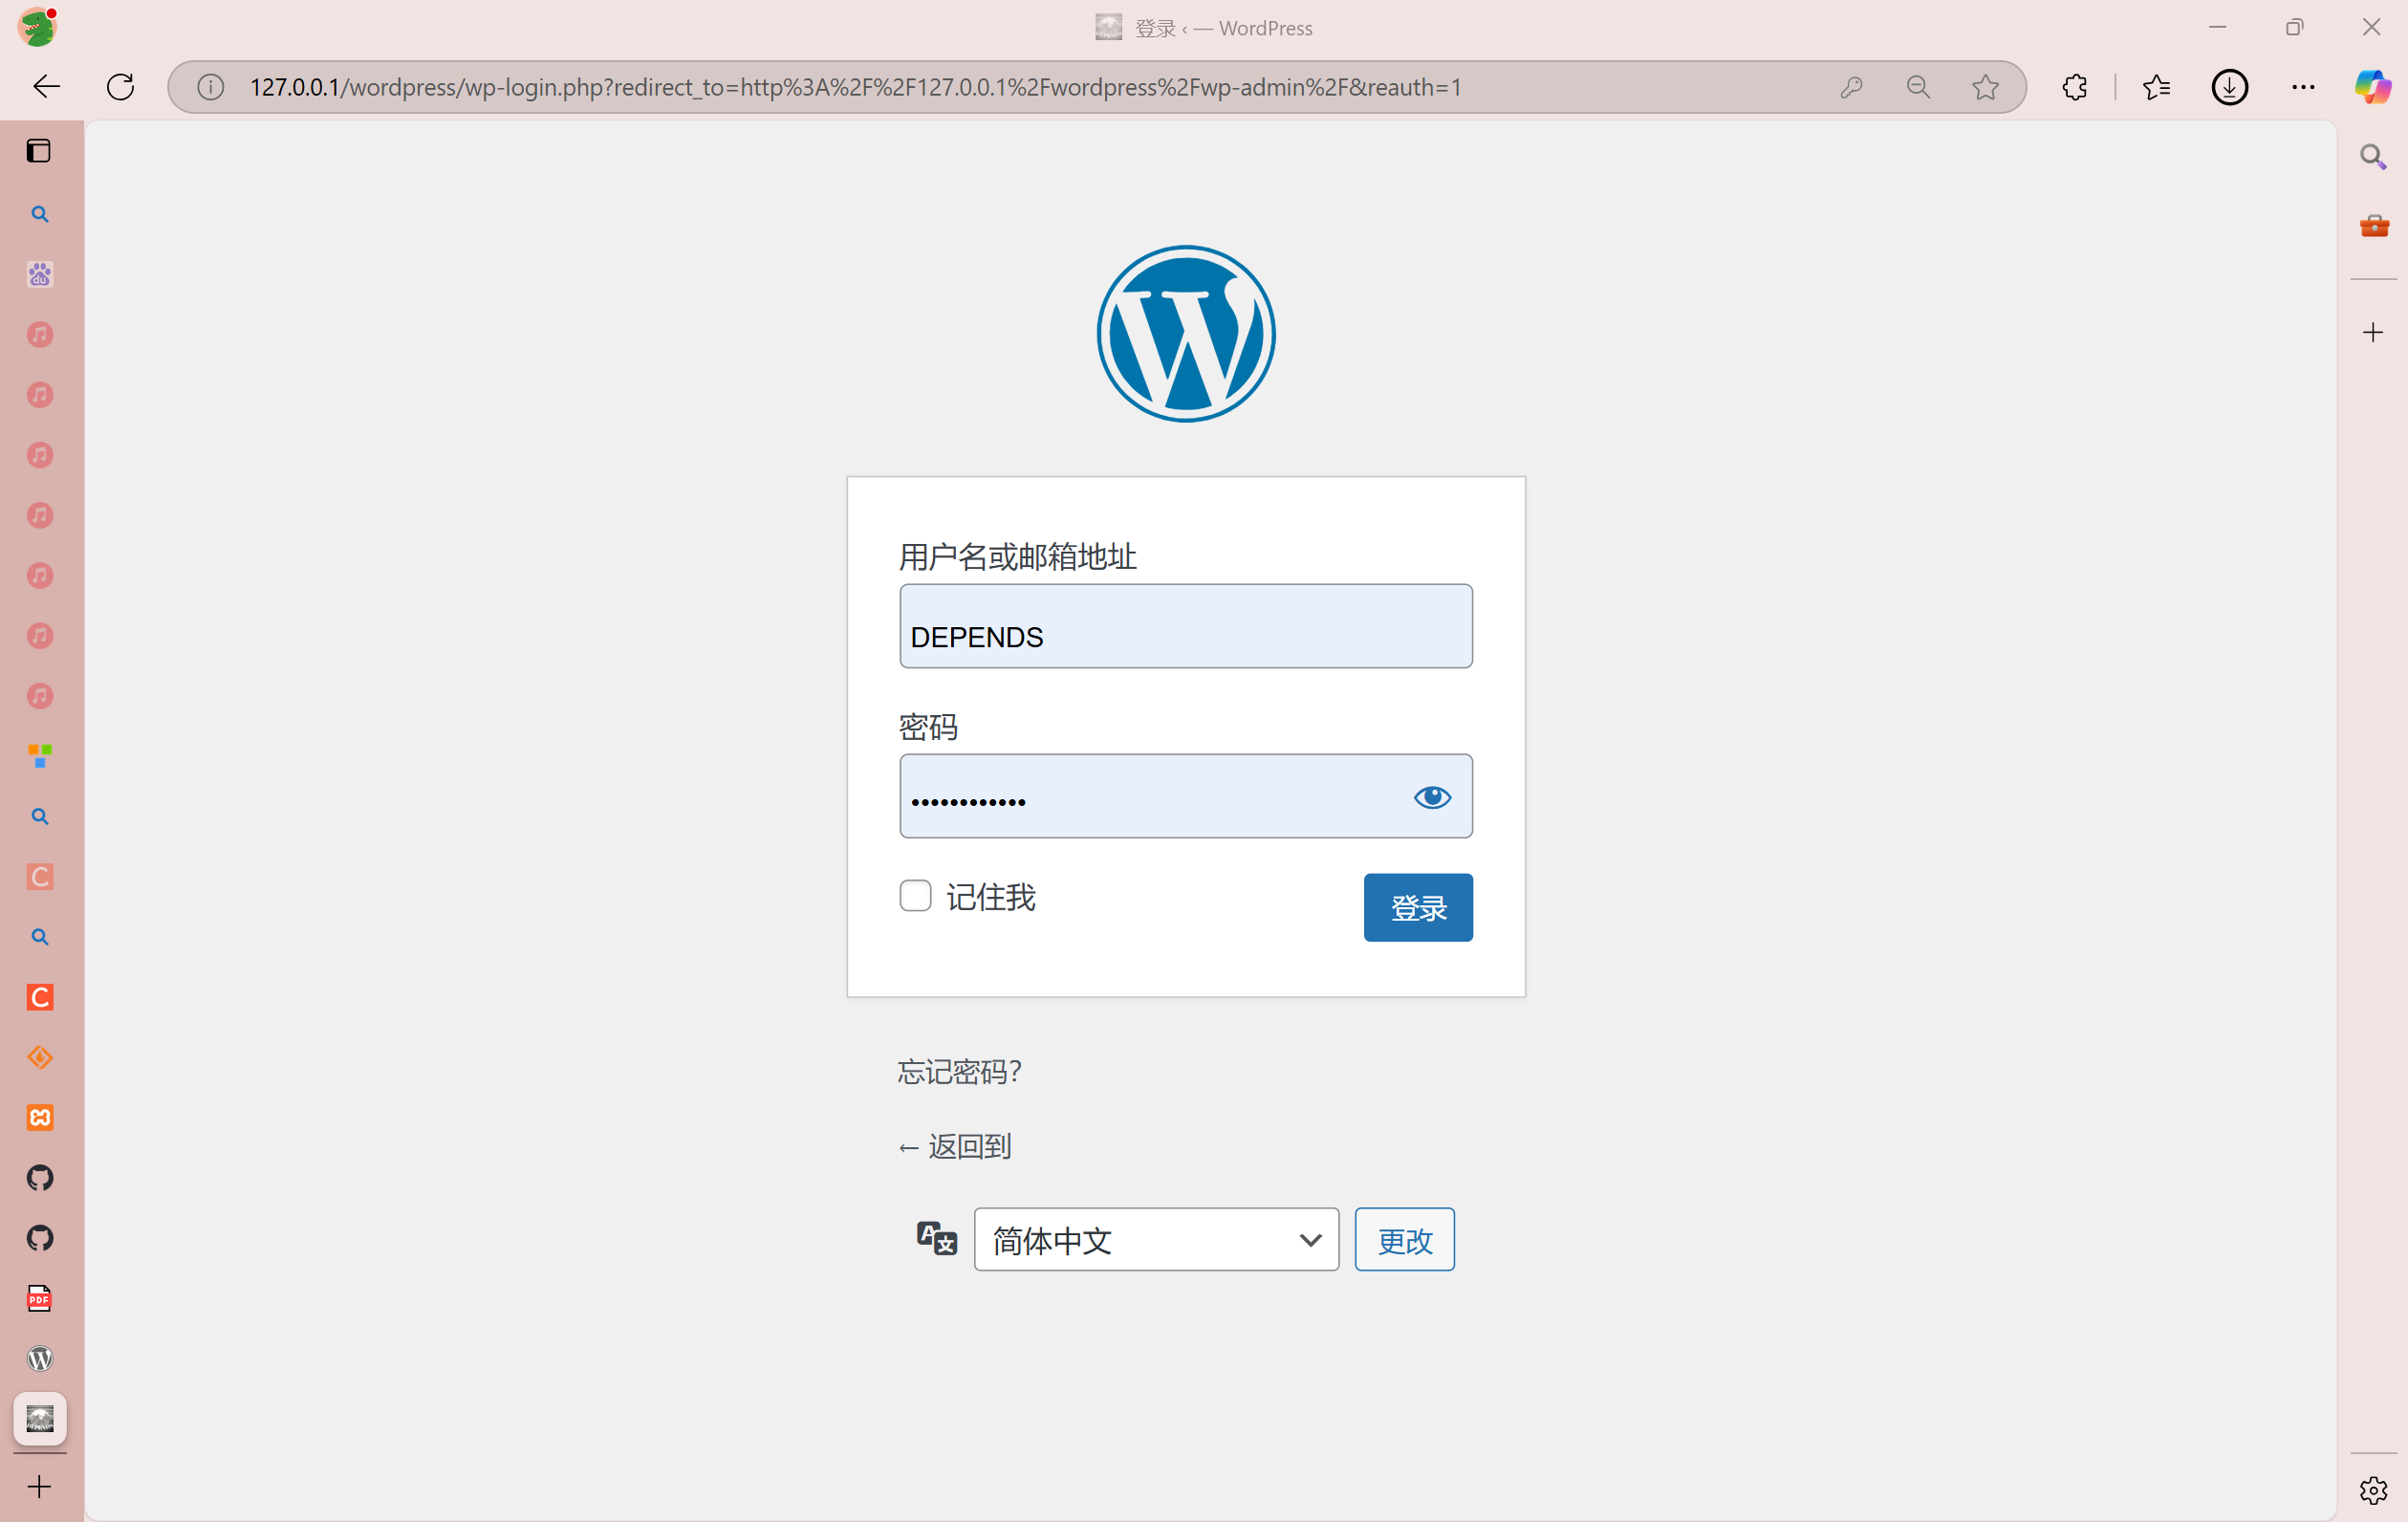 登录 ‹ — WordPress
127.0.0.1/wordpress/wp-login.php?redirect_to=http%3A%2F%2F127.0.0.1%2Fwordpress%2Fwp-admin%2F&reauth=1
用户名或邮箱地址
DEPENDS
密码
••••••••••••
记住我
登录
忘记密码？
← 返回到
简体中文
更改